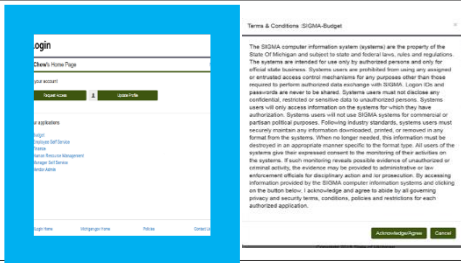 ogin
Chera's Home Page
your account
Request Access
Update Profile
r applications
Budget
Employee Self Service
Finance
Human Resource Management
Manager Self Service
Vendor Admin
Login Home
Michigan.gov Home
Policies
Contact U
Terms & Conditions :SIGMA-Budget
×
The SIGMA computer information system (systems) are the property of the
State Of Michigan and subject to state and federal laws, rules and regulations.
The systems are intended for use only by authorized persons and only for
official state business. Systems users are prohibited from using any assigned
or entrusted access control mechanisms for any purposes other than those
required to perform authorized data exchange with SIGMA. Logon IDs and
passwords are never to be shared. Systems users must not disclose any
confidential, restricted or sensitive data to unauthorized persons. Systems
users will only access information on the systems for which they have
authorization. Systems users will not use SIGMA systems for commercial or
partisan political purposes. Following industry standards, systems users must
securely maintain any information downloaded, printed, or removed in any
format from the systems. When no longer needed, this information must be
destroyed in an appropriate manner specific to the format type. All users of the
systems give their expressed consent to the monitoring of their activities on
the systems. If such monitoring reveals possible evidence of unauthorized or
criminal activity, the evidence may be provided to administrative or law
enforcement officials for disciplinary action and/or prosecution. By accessing
information provided by the SIGMA computer information systems and clicking
on the button below, I acknowledge and agree to abide by all governing
privacy and security terms, conditions, policies and restrictions for each
authorized application.
Acknowledge/Agree
Cancel